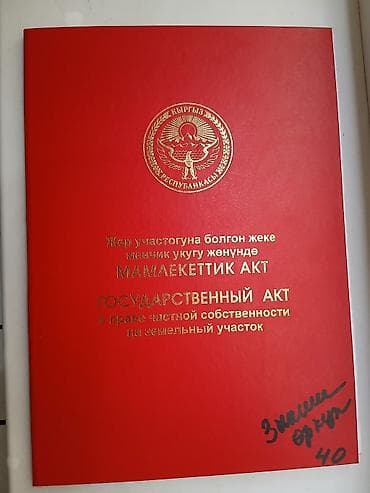 КЫРГЫЗ
РЕСПУБЛИКАСЫ
Жер участогуна болгон жеке
менчик укугу жөнүндө
МАМЛЕКЕТТИК АКТ
ГОСУДАРСТВЕННЫЙ АКТ
о праве частной собственности
на земельный участок
40